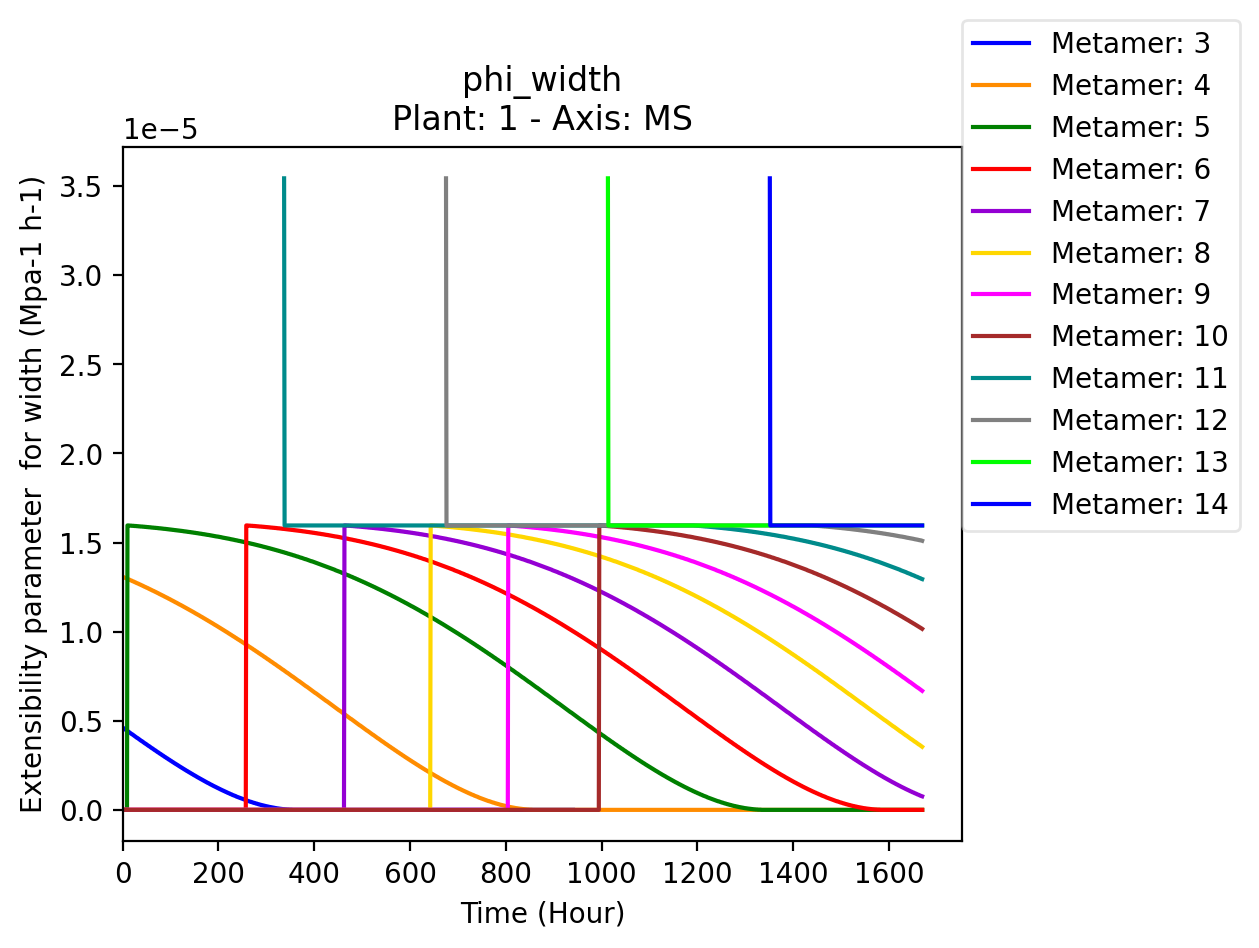 phi_width
Plant: 1 - Axis: MS
1e−5
Extensibility parameter  for width (Mpa-1 h-1)
3.5
3.0
2.5
2.0
1.5
1.0
0.5
0.0
0 200 400 600 800 1000 1200 1400 1600
Time (Hour)
Metamer: 3
Metamer: 4
Metamer: 5
Metamer: 6
Metamer: 7
Metamer: 8
Metamer: 9
Metamer: 10
Metamer: 11
Metamer: 12
Metamer: 13
Metamer: 14